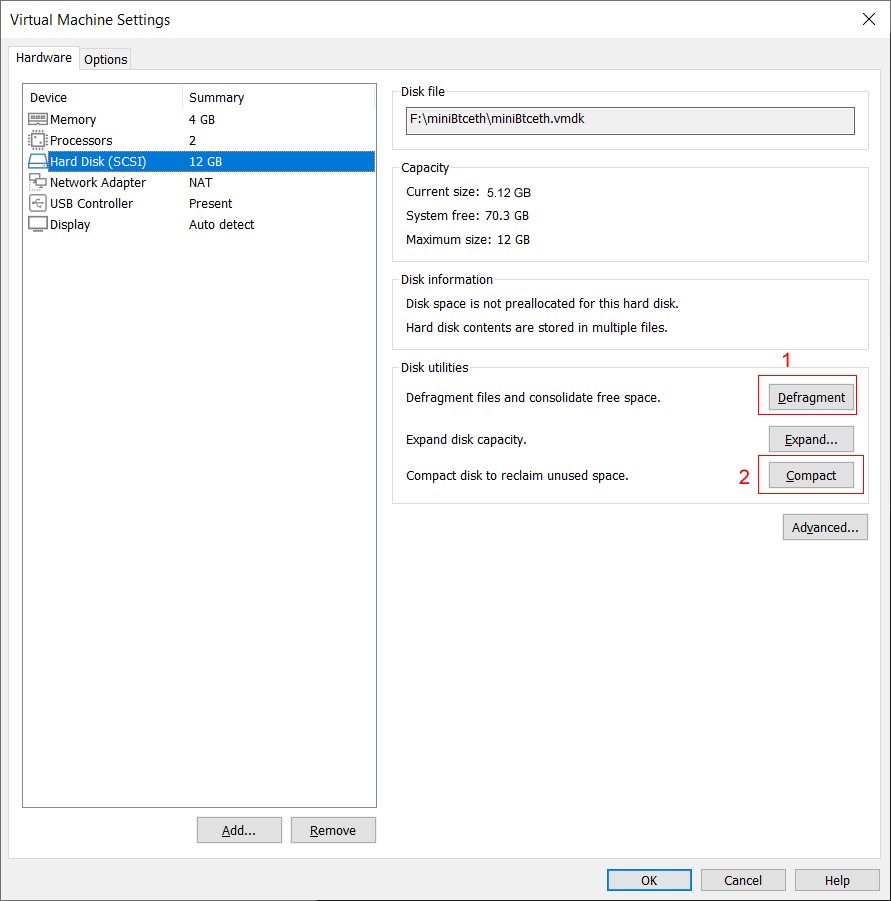 Virtual Machine Settings
Hardware
Options
Device Summary
Memory 4 GB
Processors 2
Hard Disk (SCSI) 12 GB
Network Adapter NAT
USB Controller Present
Display Auto detect
Add...
Remove
Disk file
F:\miniBtceth\miniBtceth.vmdk
Capacity
Current size: 5.12 GB
System free: 70.3 GB
Maximum size: 12 GB
Disk information
Disk space is not preallocated for this hard disk.
Hard disk contents are stored in multiple files.
Disk utilities
1
Defragment files and consolidate free space. Defragment
Expand disk capacity. Expand...
Compact disk to reclaim unused space. 2 Compact
Advanced...
OK Cancel Help